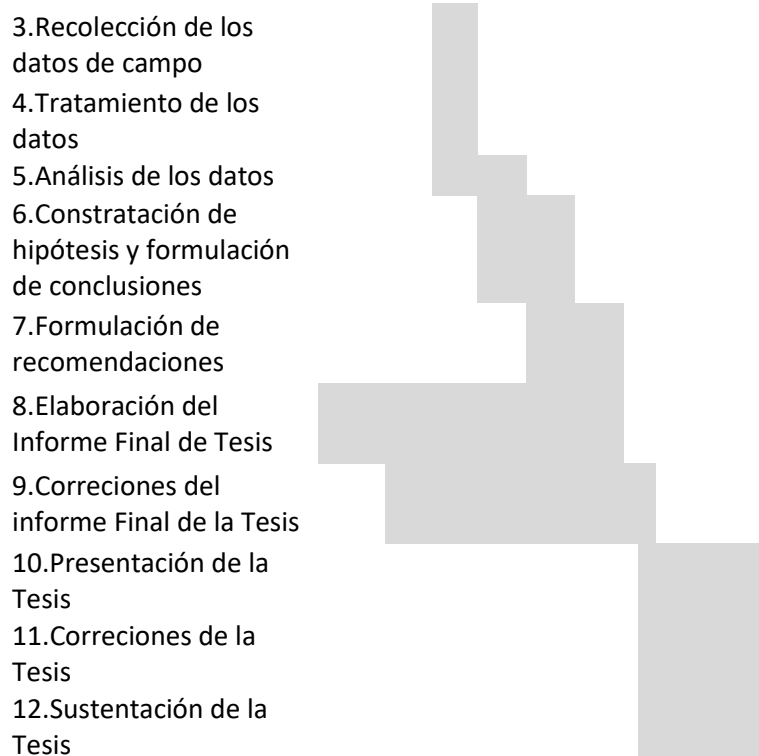 3.Recolección de los
datos de campo
4.Tratamiento de los
datos
5.Análisis de los datos
6.Constratación de
hipótesis y formulación
de conclusiones
7.Formulación de
recomendaciones
8.Elaboración del
Informe Final de Tesis
9.Correciones del
informe Final de la Tesis
10.Presentación de la
Tesis
11.Correciones de la
Tesis
12.Sustentación de la
Tesis